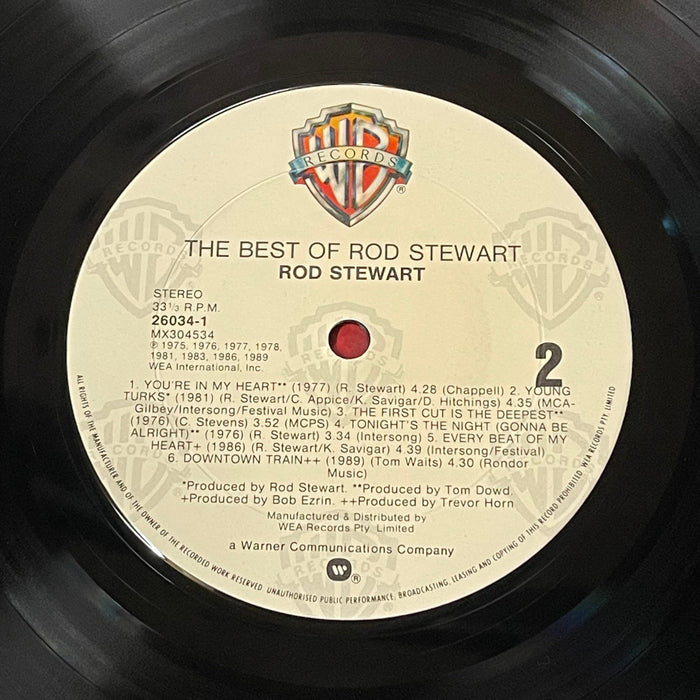 RECORDS
®
THE BEST OF ROD STEWART
ROD STEWART
STEREO
33⅓ R.P.M.
26034-1
MX304534
℗ 1975, 1976, 1977, 1978,
1981, 1983, 1986, 1989
WEA International, Inc.
2
1. YOU'RE IN MY HEART** (1977) (R. Stewart) 4.28 (Chappell) 2. YOUNG
TURKS* (1981) (R. Stewart/C. Appice/K. Savigar/D. Hitchings) 4.35 (MCA-
Gilbey/Intersong/Festival Music) 3. THE FIRST CUT IS THE DEEPEST**
(1976) (C. Stevens) 3.52 (MCPS) 4. TONIGHT'S THE NIGHT (GONNA BE
ALRIGHT)** (1976) (R. Stewart) 3.34 (Intersong) 5. EVERY BEAT OF MY
HEART+ (1986) (R. Stewart/K. Savigar) 4.39 (Intersong/Festival)
6. DOWNTOWN TRAIN++ (1989) (Tom Waits) 4.30 (Rondor
Music)
*Produced by Rod Stewart. **Produced by Tom Dowd.
+Produced by Bob Ezrin. ++Produced by Trevor Horn
Manufactured & Distributed by
WEA Records Pty. Limited
a Warner Communications Company
®
ALL RIGHTS OF THE MANUFACTURER AND OF THE OWNER OF THE RECORDED WORK RESERVED. UNAUTHORISED PUBLIC PERFORMANCE, BROADCASTING, LEASING AND COPYING OF THIS RECORD PROHIBITED. WEA RECORDS PTY. LIMITED